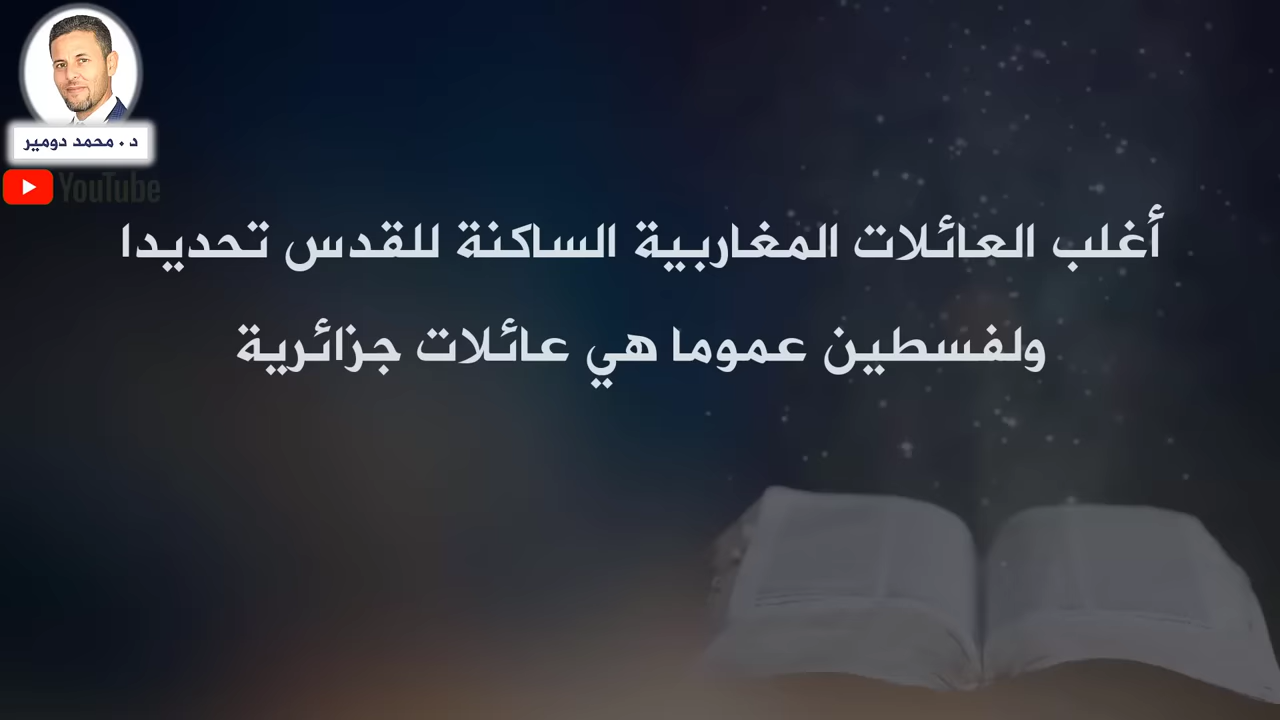 د. محمد دومير
YouTube
أغلب العائلات المغاربية الساكنة للقدس تحديدا
ولفسطين عموما هي عائلات جزائرية